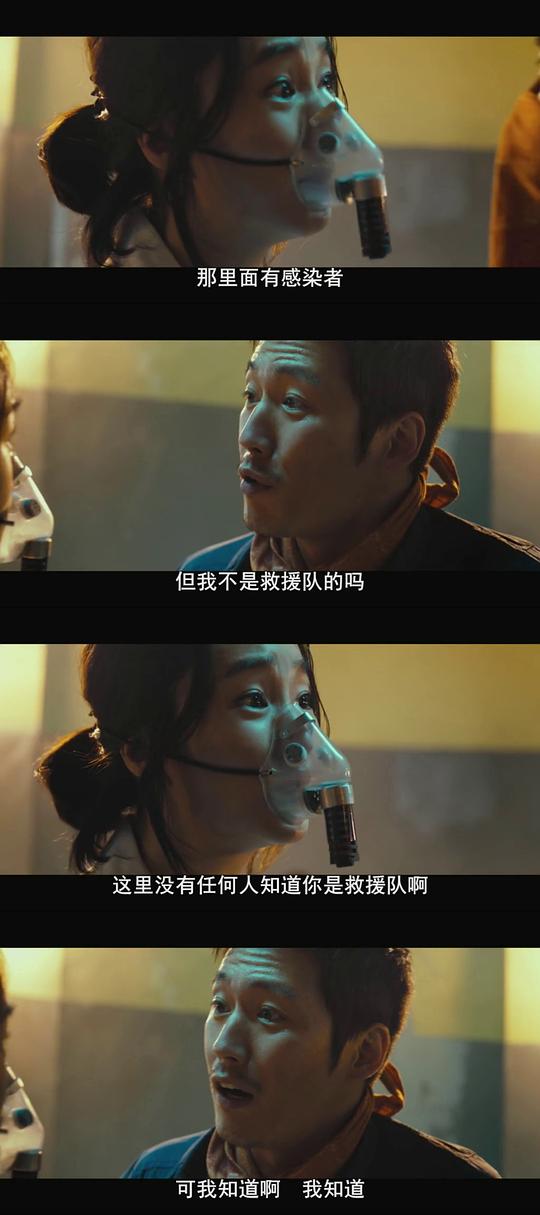 那里面有感染者
但我不是救援队的吗
这里没有任何人知道你是救援队啊
可我知道啊　我知道